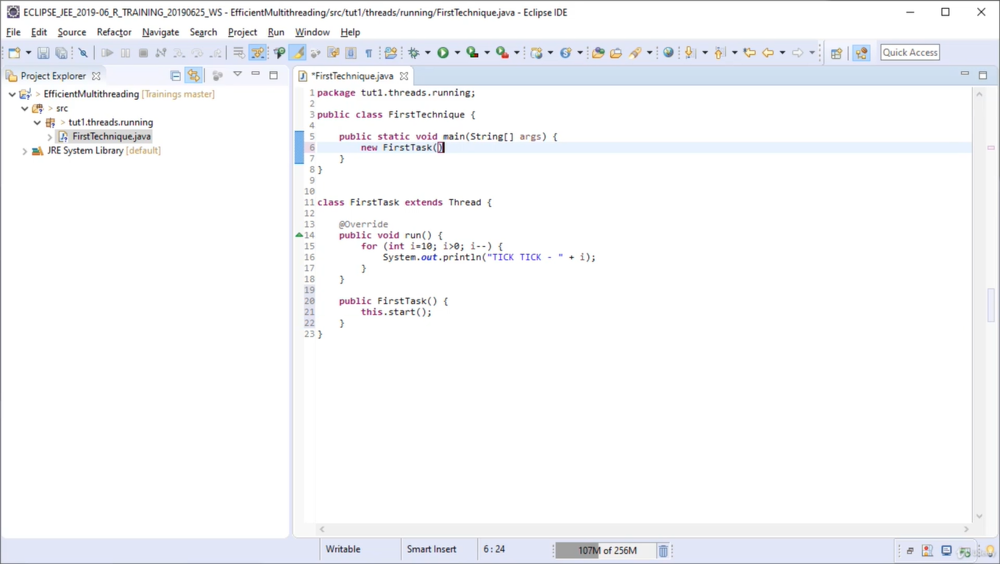 ECLIPSE_JEE_2019-06_R_TRAINING_20190625_WS - EfficientMultithreading/src/tut1/threads/running/FirstTechnique.java - Eclipse IDE
File Edit Source Refactor Navigate Search Project Run Window Help
Quick Access
Project Explorer
*FirstTechnique.java
> EfficientMultithreading [Trainings master]
> src
> tut1.threads.running
FirstTechnique.java
JRE System Library [default]
1 package tut1.threads.running;
2
3 public class FirstTechnique {
4
5 public static void main(String[] args) {
6 new FirstTask()
7 }
8 }
9
10
11 class FirstTask extends Thread {
12
13 @Override
14 public void run() {
15 for (int i=10; i>0; i--) {
16 System.out.println("TICK TICK - " + i);
17 }
18 }
19
20 public FirstTask() {
21 this.start();
22 }
23 }
Writable Smart Insert 6 : 24 107M of 256M